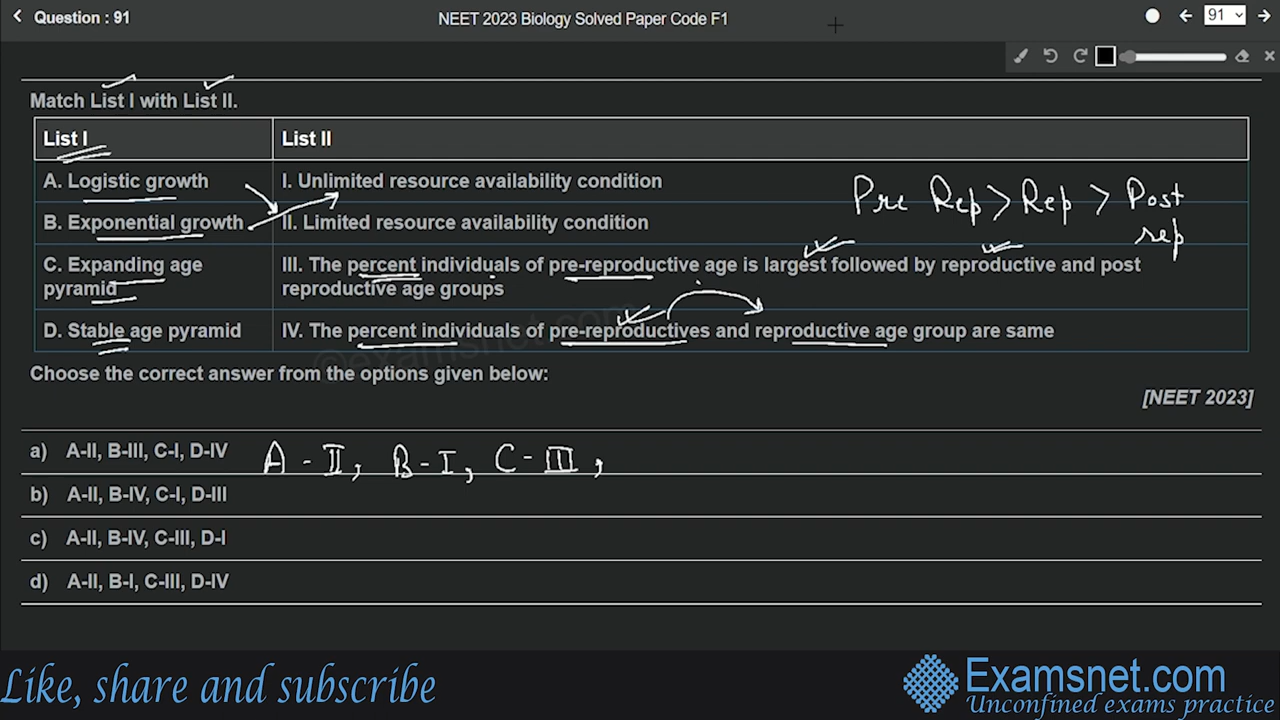 Question : 91
NEET 2023 Biology Solved Paper Code F1
91
Match List I with List II.
List I
List II
A. Logistic growth
I. Unlimited resource availability condition
B. Exponential growth
II. Limited resource availability condition
Pre Rep > Rep > Post
rep
C. Expanding age
pyramid
III. The percent individuals of pre-reproductive age is largest followed by reproductive and post
reproductive age groups
D. Stable age pyramid
IV. The percent individuals of pre-reproductives and reproductive age group are same
©examsnet.com
Choose the correct answer from the options given below:
[NEET 2023]
a) A-II, B-III, C-I, D-IV
A - II, B - I, C - III,
b) A-II, B-IV, C-I, D-III
c) A-II, B-IV, C-III, D-I
d) A-II, B-I, C-III, D-IV
Like, share and subscribe
Examsnet.com
Unconfined exams practice